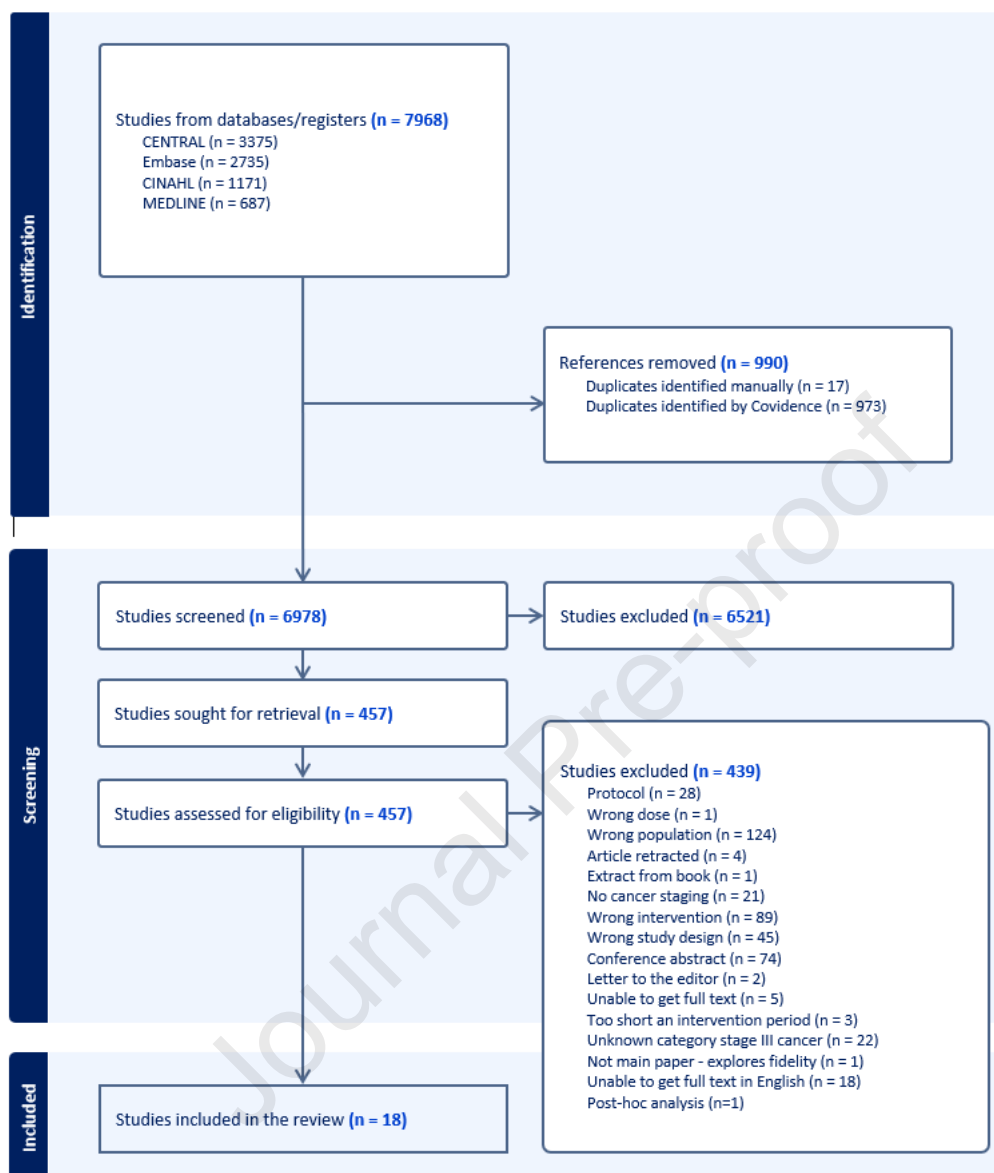 Identification
Studies from databases/registers (n = 7968)
CENTRAL (n = 3375)
Embase (n = 2735)
CINAHL (n = 1171)
MEDLINE (n = 687)
References removed (n = 990)
Duplicates identified manually (n = 17)
Duplicates identified by Covidence (n = 973)
Screening
Studies screened (n = 6978)
Studies excluded (n = 6521)
Studies sought for retrieval (n = 457)
Studies assessed for eligibility (n = 457)
Studies excluded (n = 439)
Protocol (n = 28)
Wrong dose (n = 1)
Wrong population (n = 124)
Article retracted (n = 4)
Extract from book (n = 1)
No cancer staging (n = 21)
Wrong intervention (n = 89)
Wrong study design (n = 45)
Conference abstract (n = 74)
Letter to the editor (n = 2)
Unable to get full text (n = 5)
Too short an intervention period (n = 3)
Unknown category stage III cancer (n = 22)
Not main paper - explores fidelity (n = 1)
Unable to get full text in English (n = 18)
Post-hoc analysis (n=1)
Included
Studies included in the review (n = 18)
Journal Pre-proof